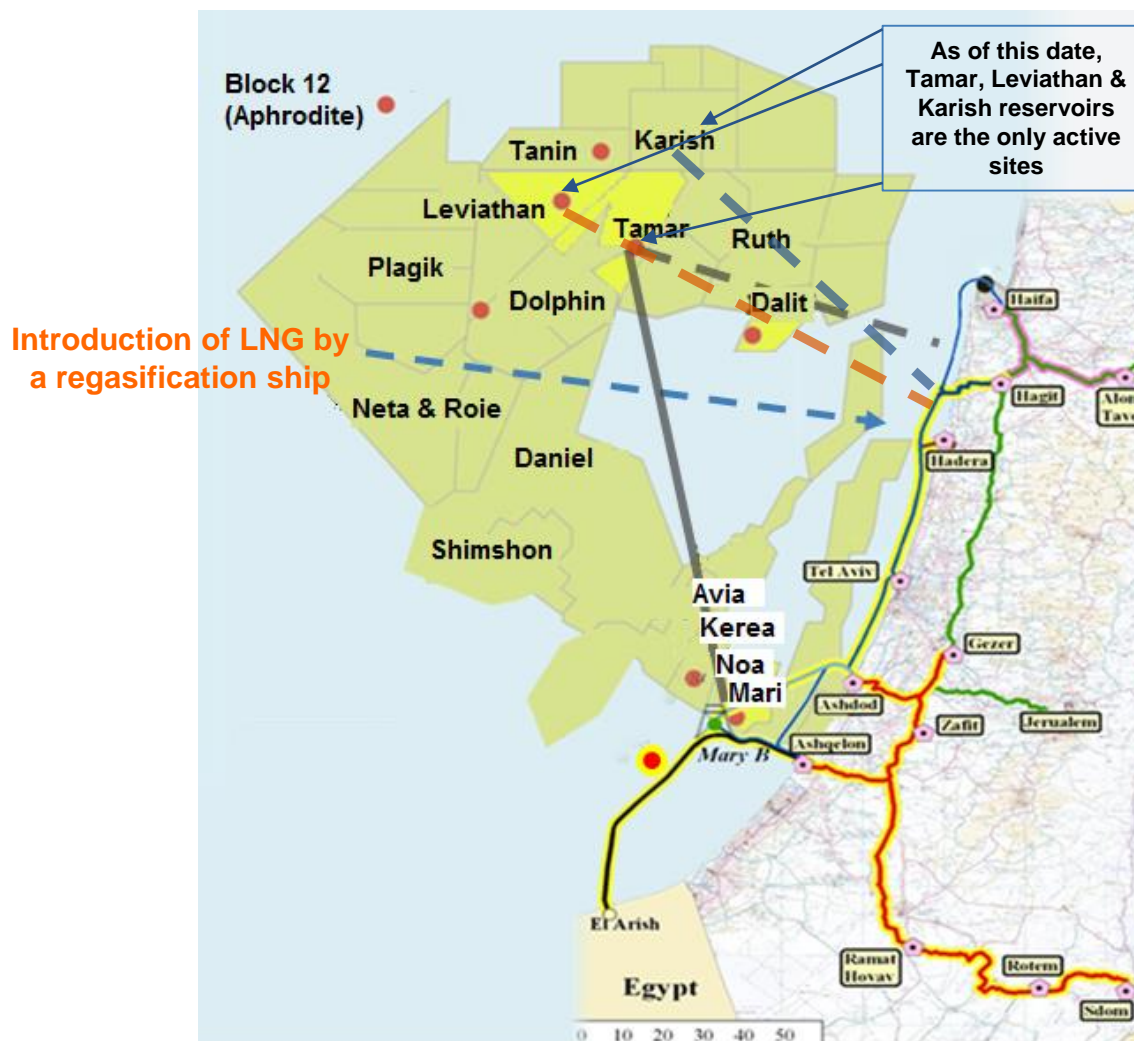 As of this date,
Tamar, Leviathan &
Karish reservoirs
are the only active
sites
Block 12
(Aphrodite)
Tanin
Karish
Leviathan
Tamar
Ruth
Plagik
Dolphin
Dalit
Haifa
Introduction of LNG by
a regasification ship
Hagit
Neta & Roie
Hadera
Daniel
Shimshon
Tel Aviv
Avia
Kerea
Noa
Mari
Gezer
Ashdod
Zafit
Jerualem
Mary B
Ashqelon
El Arish
Egypt
Ramat
Hovav
Rotem
Sdom
0 10 20 30 40 50